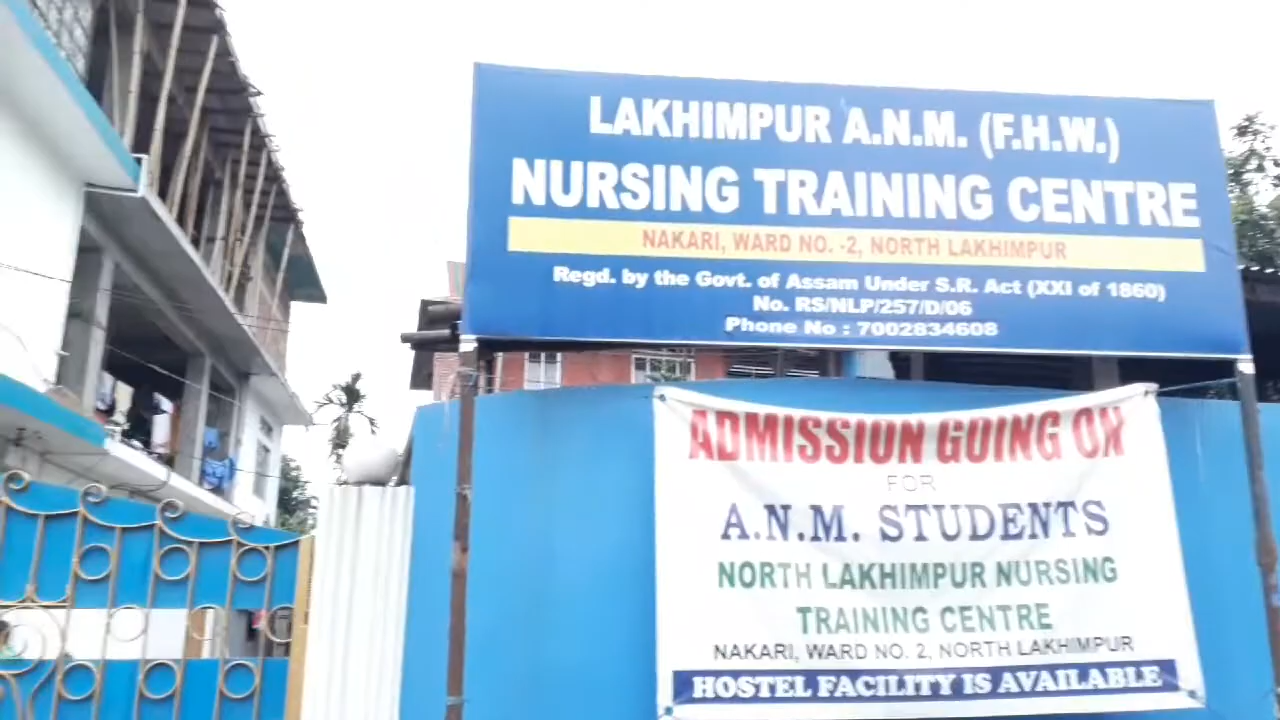 LAKHIMPUR A.N.M. (F.H.W.)
NURSING TRAINING CENTRE
NAKARI, WARD NO. -2, NORTH LAKHIMPUR
Regd. by the Govt. of Assam Under S.R. Act (XXI of 1860)
No. RS/NLP/257/D/06
Phone No : 7002834608
ADMISSION GOING ON
FOR
A.N.M. STUDENTS
NORTH LAKHIMPUR NURSING
TRAINING CENTRE
NAKARI, WARD NO. 2, NORTH LAKHIMPUR
HOSTEL FACILITY IS AVAILABLE